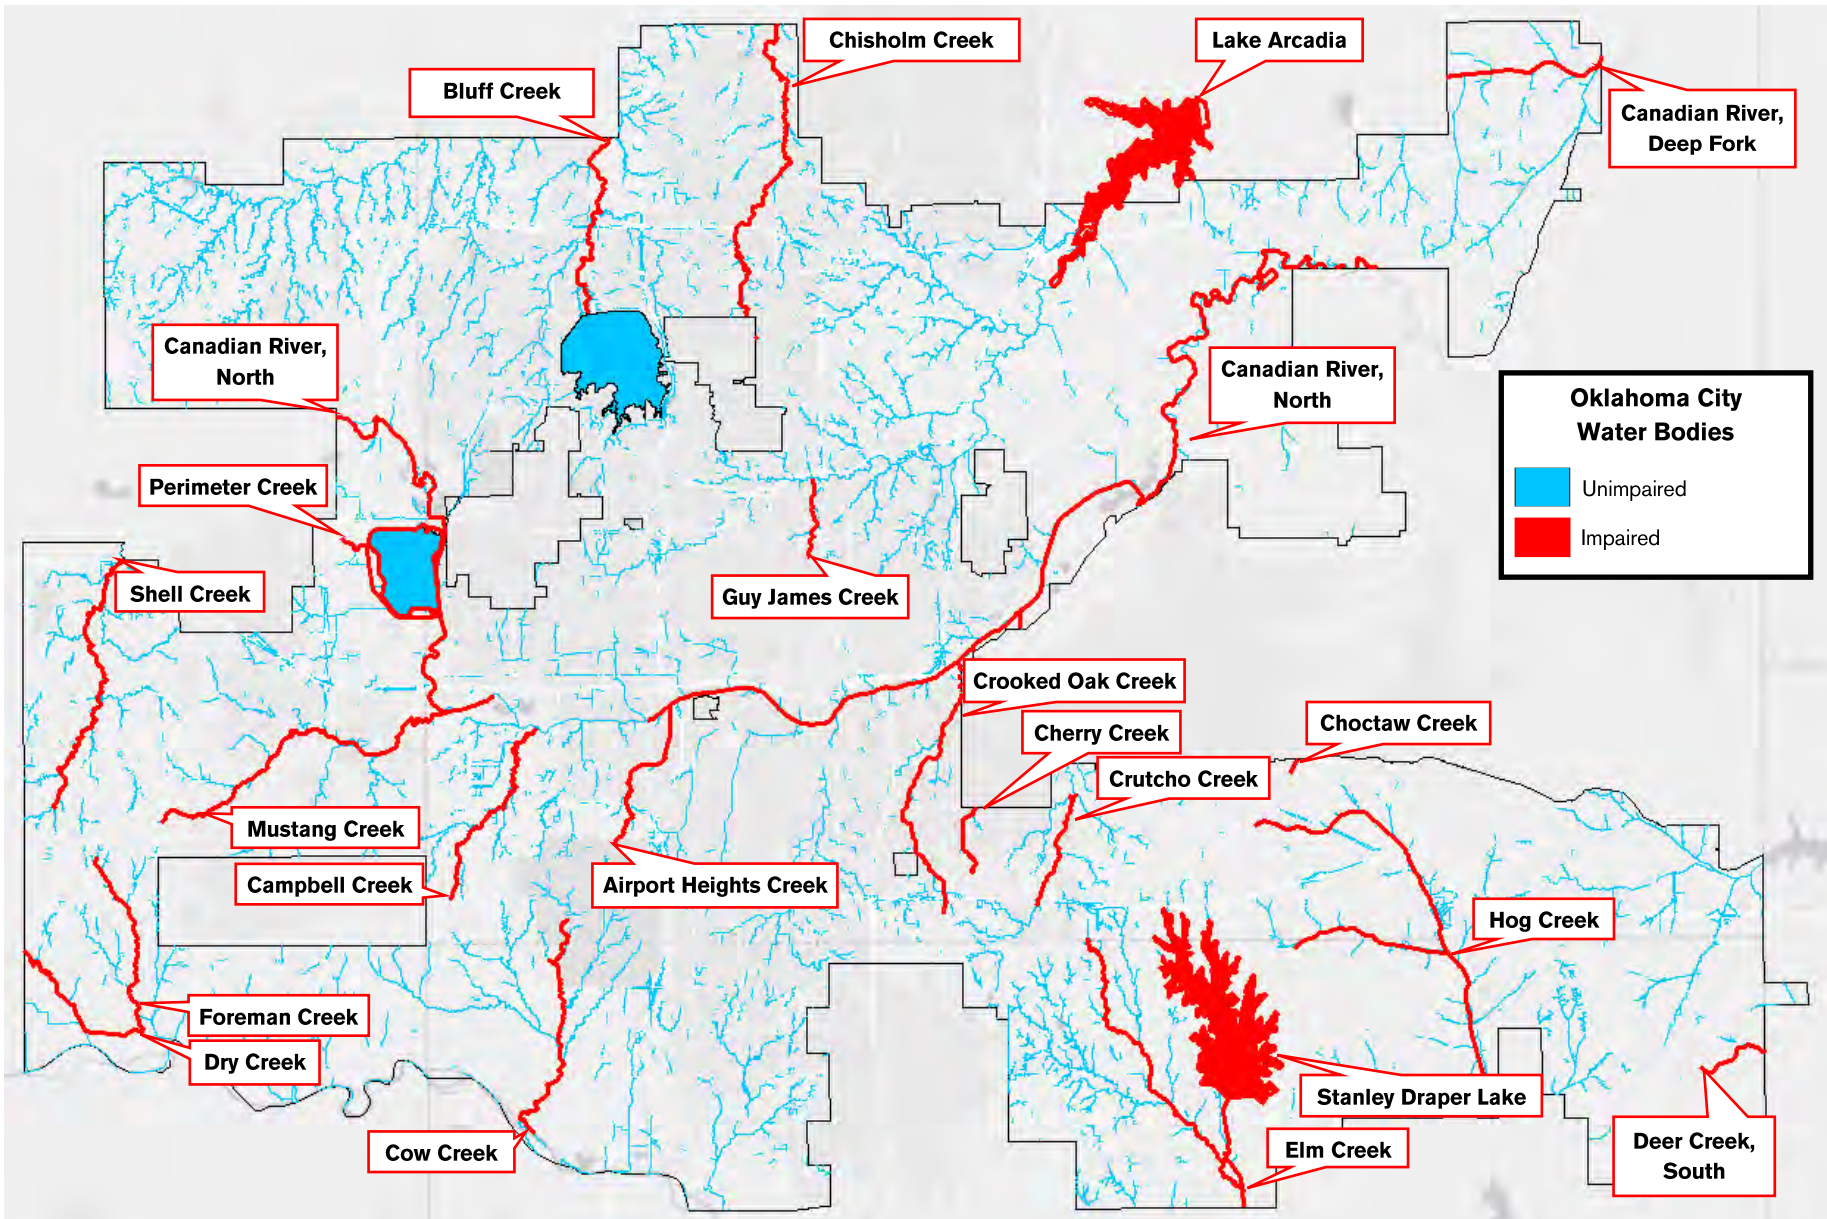 Chisholm Creek
Lake Arcadia
Bluff Creek
Canadian River,
Deep Fork
Canadian River,
North
Canadian River,
North
Oklahoma City
Water Bodies
Unimpaired
Impaired
Perimeter Creek
Shell Creek
Guy James Creek
Crooked Oak Creek
Cherry Creek
Choctaw Creek
Crutcho Creek
Mustang Creek
Campbell Creek
Airport Heights Creek
Hog Creek
Foreman Creek
Dry Creek
Stanley Draper Lake
Cow Creek
Elm Creek
Deer Creek,
South